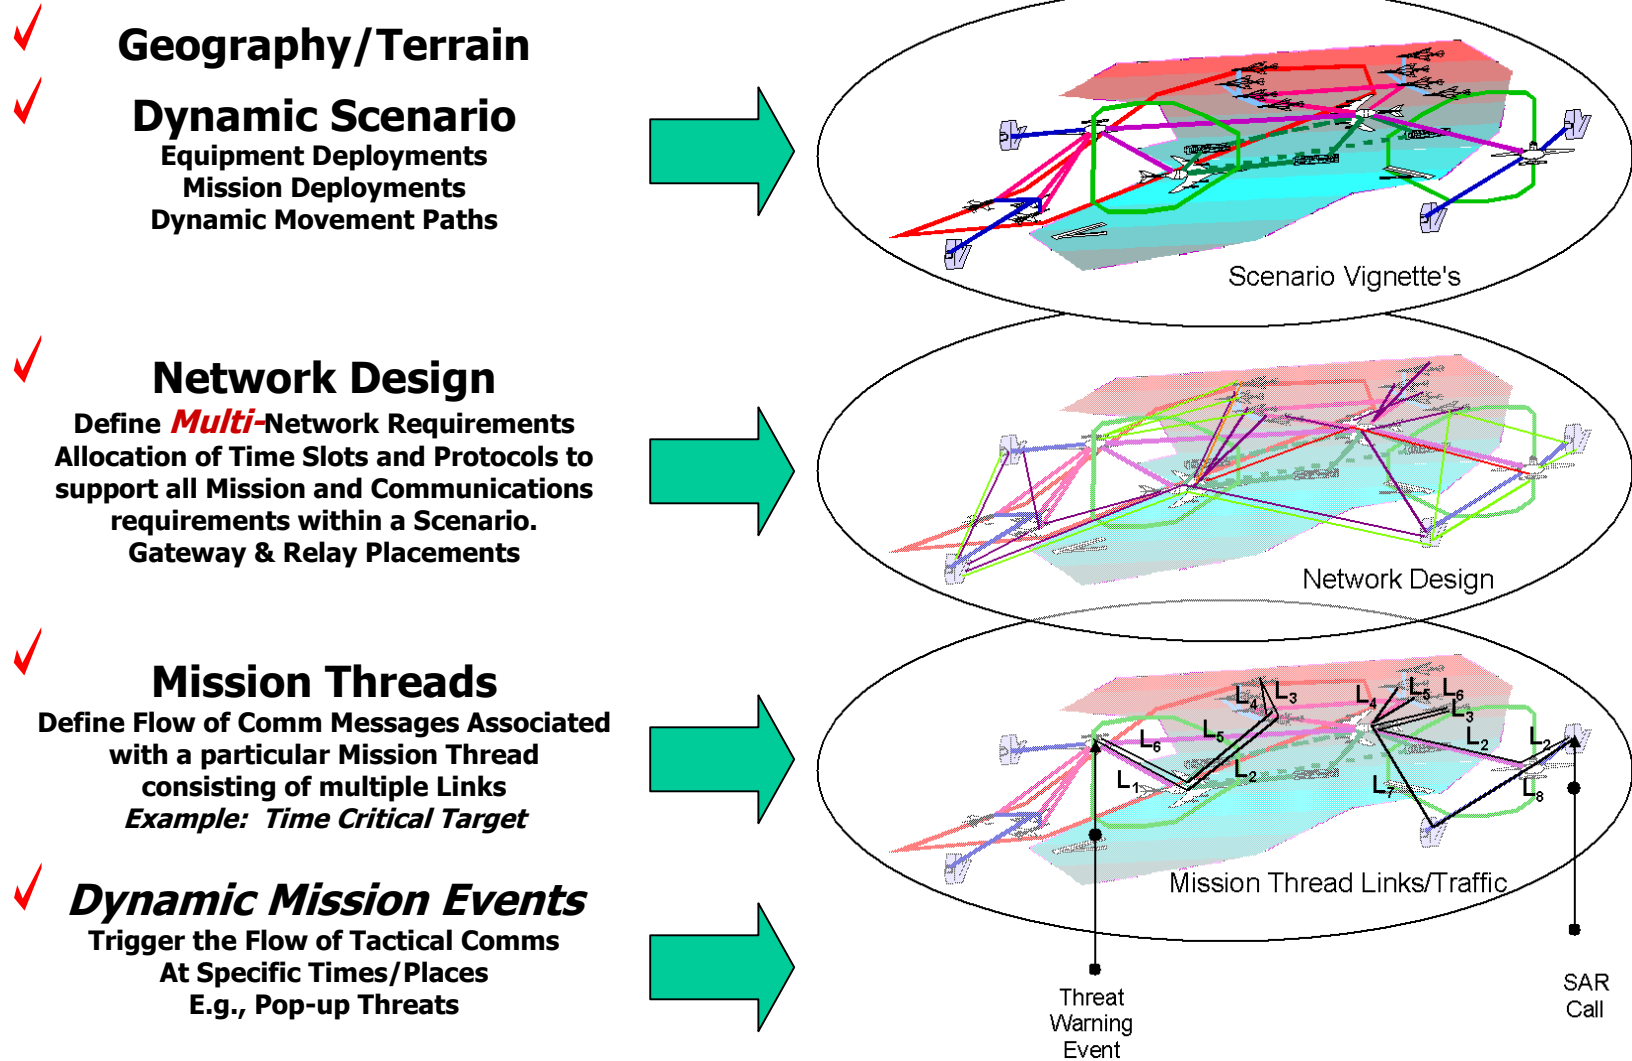 Geography/Terrain
Dynamic Scenario
Equipment Deployments
Mission Deployments
Dynamic Movement Paths
Scenario Vignette's
Network Design
Define Multi-Network Requirements
Allocation of Time Slots and Protocols to
support all Mission and Communications
requirements within a Scenario.
Gateway & Relay Placements
Network Design
Mission Threads
Define Flow of Comm Messages Associated
with a particular Mission Thread
consisting of multiple Links
Example: Time Critical Target
L4 L3 L4 L5 L6
L3
L6 L5 L2 L2
L1 L2 L7 L8
Mission Thread Links/Traffic
Dynamic Mission Events
Trigger the Flow of Tactical Comms
At Specific Times/Places
E.g., Pop-up Threats
Threat
Warning
Event
SAR
Call